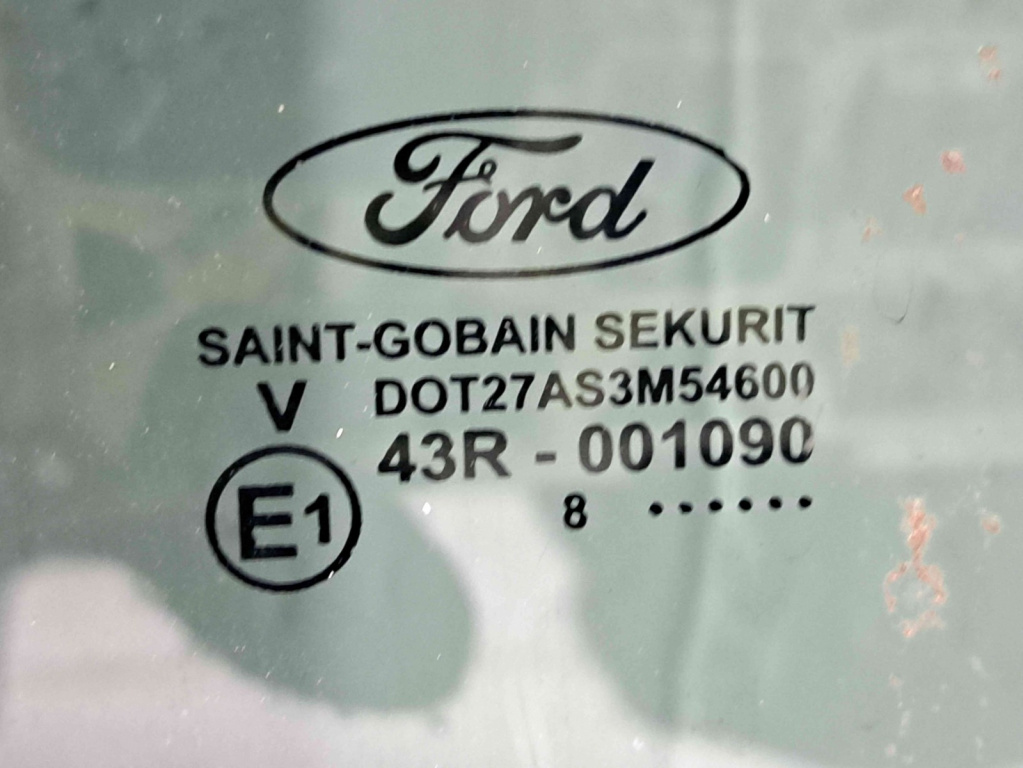 Ford
SAINT-GOBAIN SEKURIT
V DOT27AS3M54600
E1 43R - 001090
8 ••••••